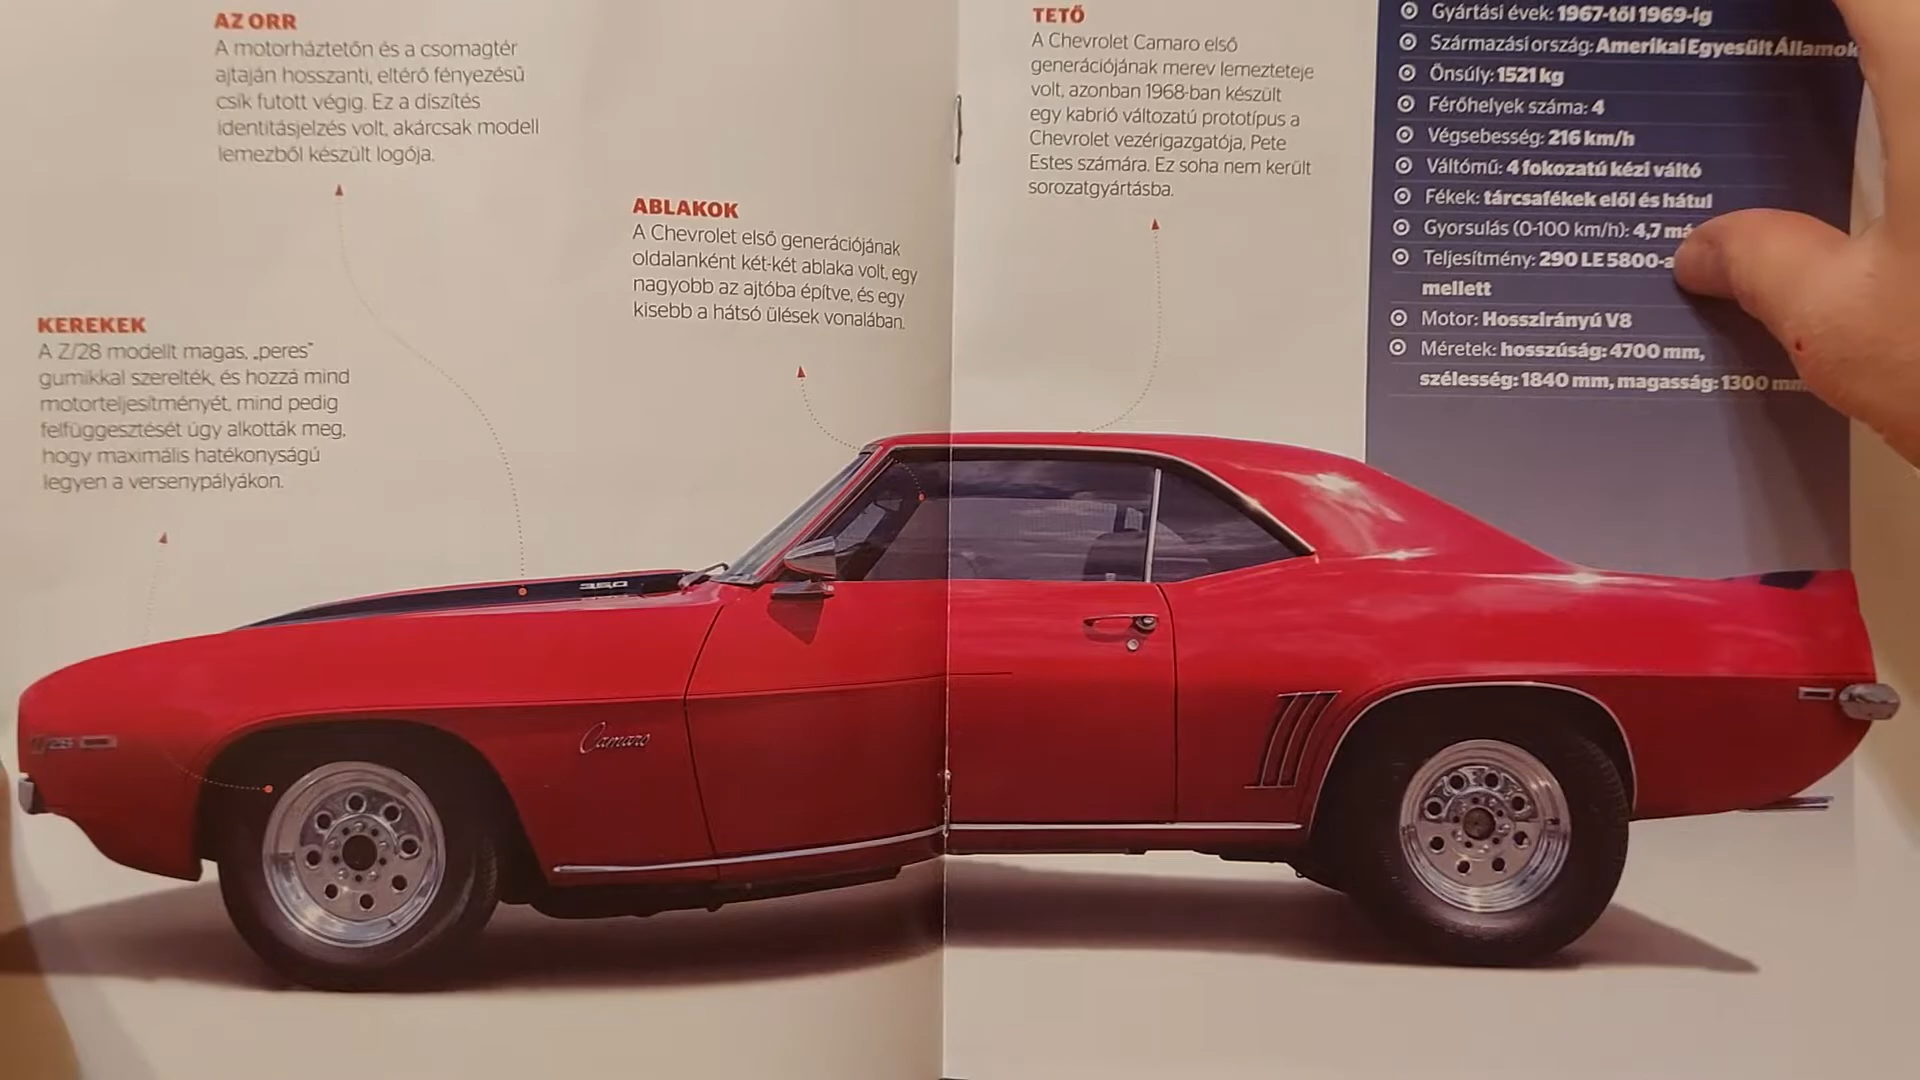 AZ ORR
A motorháztetőn és a csomagtér
ajtaján hosszanti, eltérő fényezésű
csík futott végig. Ez a díszítés
identitásjelzés volt, akárcsak modell
lemezből készült logója.
KEREKEK
A Z/28 modellt magas, „peres”
gumikkal szerelték, és hozzá mind
motorteljesítményét, mind pedig
felfüggesztését úgy alkották meg,
hogy maximális hatékonyságú
legyen a versenypályákon.
ABLAKOK
A Chevrolet első generációjának
oldalanként két-két ablaka volt, egy
nagyobb az ajtóba építve, és egy
kisebb a hátsó ülések vonalában.
TETŐ
A Chevrolet Camaro első
generációjának merev lemezteteje
volt, azonban 1968-ban készült
egy kabrió változatú prototípus a
Chevrolet vezérigazgatója, Pete
Estes számára. Ez soha nem került
sorozatgyártásba.
Gyártási évek: 1967-től 1969-ig
Származási ország: Amerikai Egyesült Államok
Önsúly: 1521 kg
Férőhelyek száma: 4
Végsebesség: 216 km/h
Váltómű: 4 fokozatú kézi váltó
Fékek: tárcsafékek elől és hátul
Gyorsulás (0-100 km/h): 4,7
Teljesítmény: 290 LE 5800-a
mellett
Motor: Hosszirányú V8
Méretek: hosszúság: 4700 mm,
szélesség: 1840 mm, magasság: 1300 mm
350
Camaro